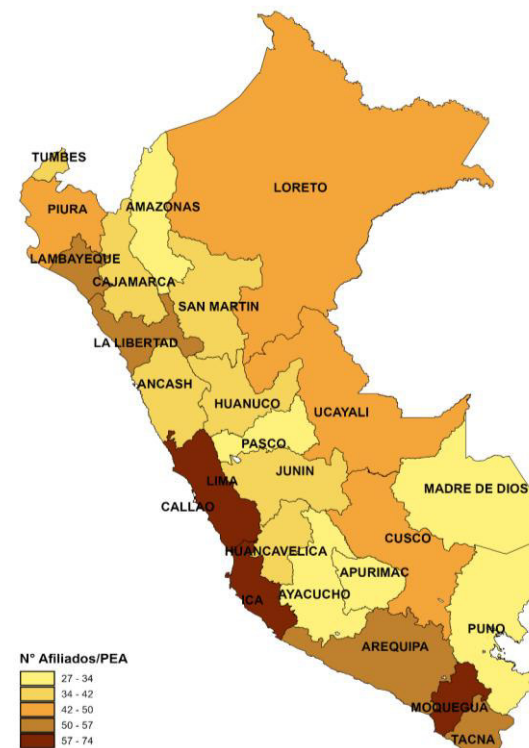 TUMBES
LORETO
PIURA
AMAZONAS
LAMBAYEQUE
CAJAMARCA
SAN MARTIN
LA LIBERTAD
ANCASH
HUANUCO
UCAYALI
PASCO
JUNIN
LIMA
MADRE DE DIOS
CALLAO
CUSCO
HUANCAVELICA
APURIMAC
ICA
AYACUCHO
PUNO
AREQUIPA
MOQUEGUA
TACNA
N° Afiliados/PEA
27 - 34
34 - 42
42 - 50
50 - 57
57 - 74